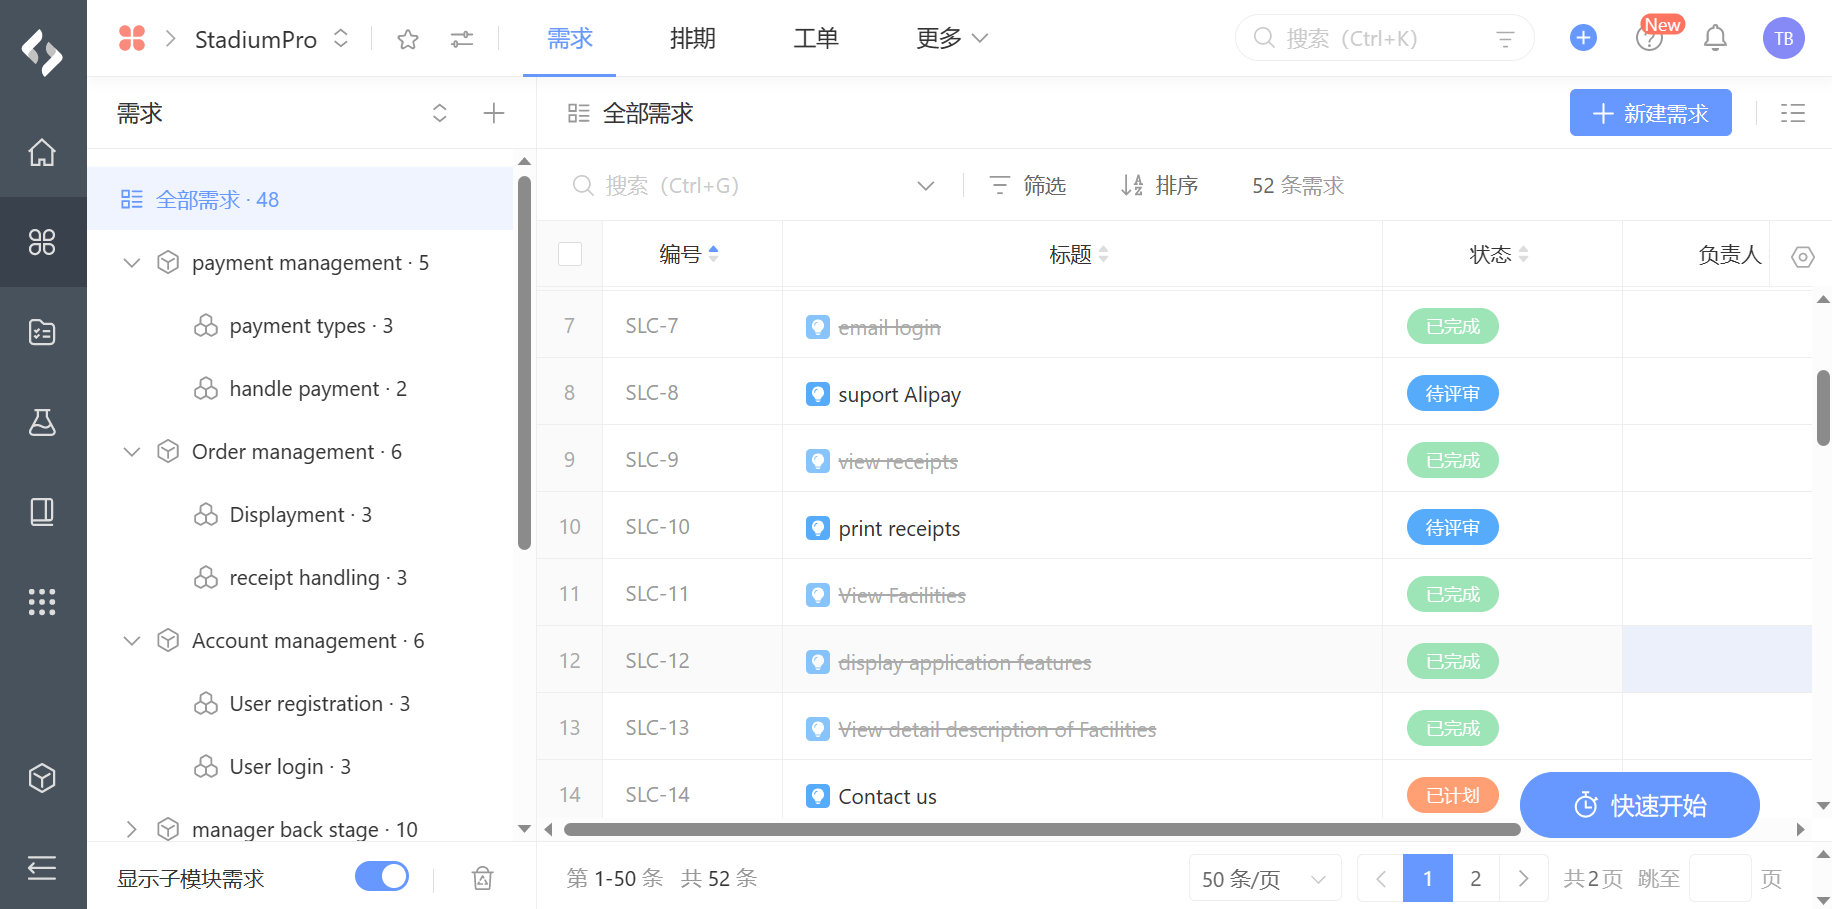 StadiumPro
需求
排期
工单
更多
搜索（Ctrl+K）
New
TB
需求
全部需求
新建需求
全部需求 · 48
搜索（Ctrl+G）
筛选
排序
52 条需求
编号
标题
状态
负责人
payment management · 5
payment types · 3
handle payment · 2
Order management · 6
Displayment · 3
receipt handling · 3
Account management · 6
User registration · 3
User login · 3
manager back stage · 10
7 SLC-7 email login 已完成
8 SLC-8 suport Alipay 待评审
9 SLC-9 view receipts 已完成
10 SLC-10 print receipts 待评审
11 SLC-11 View Facilities 已完成
12 SLC-12 display application features 已完成
13 SLC-13 View detail description of Facilities 已完成
14 SLC-14 Contact us 已计划
快速开始
显示子模块需求
第 1-50 条 共 52 条
50 条/页
1
2
共2页
跳至
页